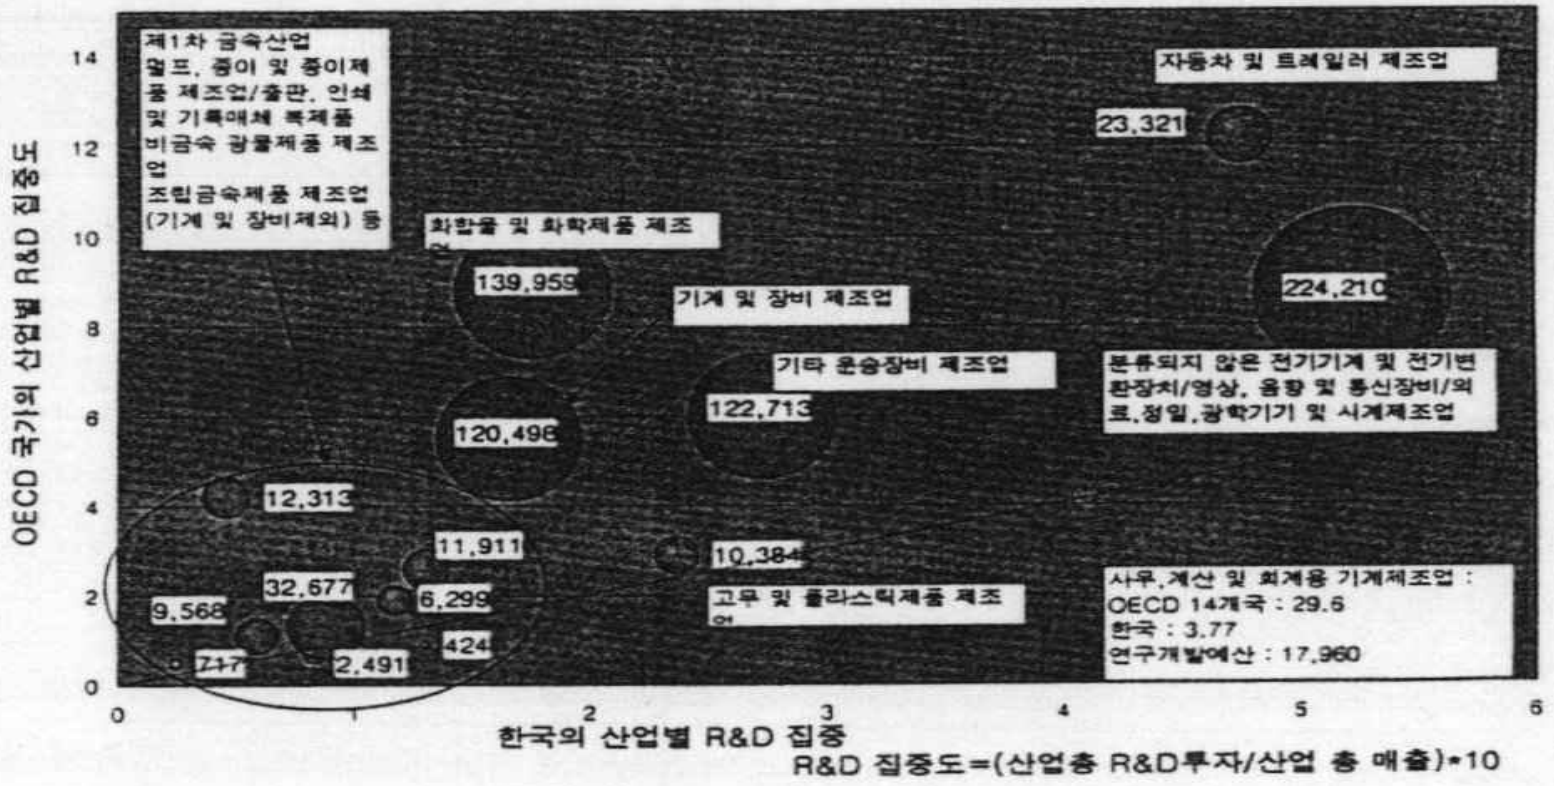 제1차 금속산업
펄프, 종이 및 종이제
품 제조업/출판, 인쇄
및 기록매체 복제품
비금속 광물제품 제조
업
조립금속제품 제조업
(기계 및 장비제외) 등
자동차 및 트레일러 제조업
23,321
화합물 및 화학제품 제조
업
139,959
기계 및 장비 제조업
224,210
기타 운송장비 제조업
분류되지 않은 전기기계 및 전기변
환장치/영상, 음향 및 통신장비/의
료,정밀,광학기기 및 시계제조업
122,713
120,498
12,313
11,911
10,384
32,677
6,299
9,568
고무 및 플라스틱제품 제조
업
424
717
2,491
사무,계산 및 회계용 기계제조업 :
OECD 14개국 : 29.6
한국 : 3.77
연구개발예산 : 17,960
OECD 국가의 산업별 R&D 집중도
14
12
10
8
6
4
2
0
0 1 2 3 4 5 6
한국의 산업별 R&D 집중
R&D 집중도=(산업총 R&D투자/산업 총 매출)*10